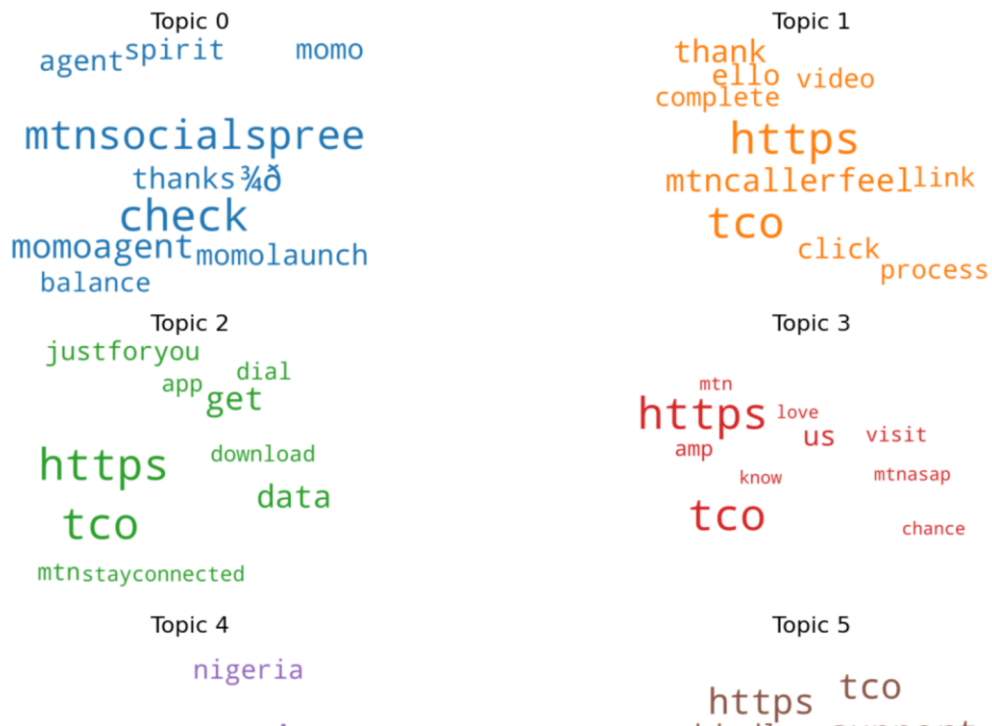 Topic 0
agent spirit momo
mtnsocialspree
thanks ¾ð
check
momoagent momolaunch
balance
Topic 1
thank
ello video
complete
https
mtncallerfeel link
tco
click
process
Topic 2
justforyou
app dial
get
https download
data
tco
mtn stayconnected
Topic 3
mtn
https love
us visit
amp
know mtnasap
tco
chance
Topic 4
nigeria
Topic 5
https tco